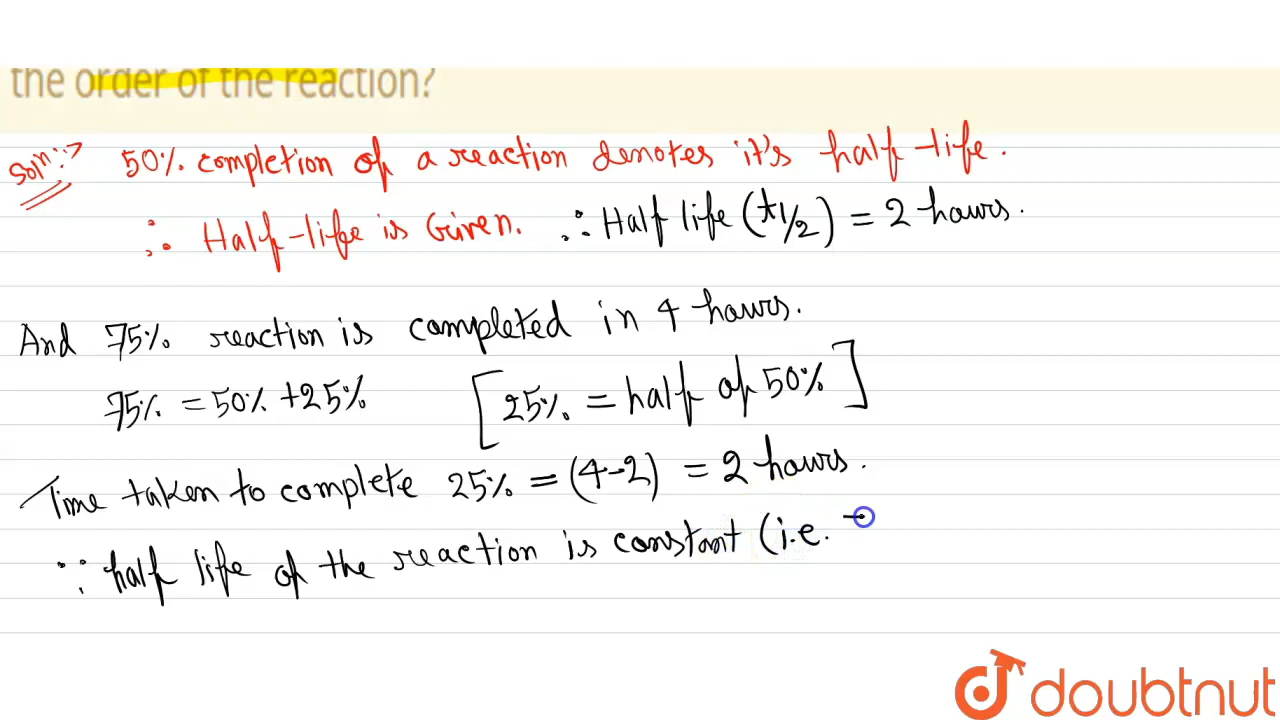 the order of the reaction?
Soln:-> 50% completion of a reaction denotes it's half-life.
∴ Half-life is Given. ∴ Half life (t1/2) = 2 hours.
And 75% reaction is completed in 4 hours.
75% = 50% + 25% [25% = half of 50%]
Time taken to complete 25% = (4-2) = 2 hours.
∵ half life of the reaction is constant (i.e.
doubtnut